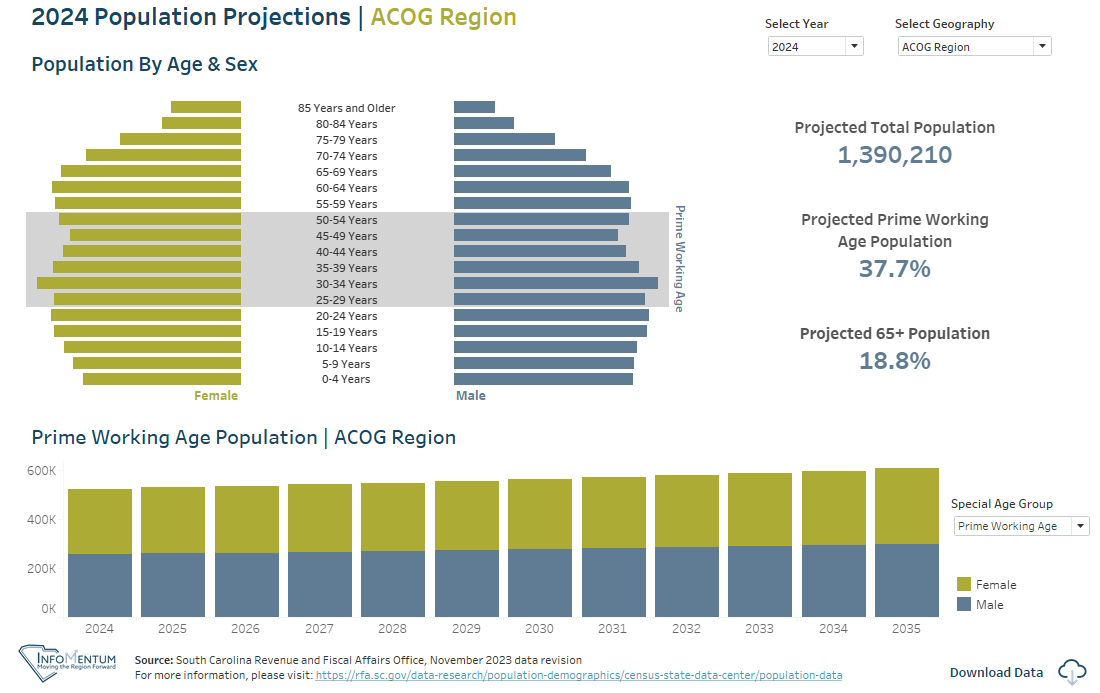 2024 Population Projections | ACOG Region
Select Year
Select Geography
2024
ACOG Region
Population By Age & Sex
85 Years and Older
80-84 Years
75-79 Years
70-74 Years
65-69 Years
60-64 Years
55-59 Years
50-54 Years
45-49 Years
40-44 Years
35-39 Years
30-34 Years
25-29 Years
20-24 Years
15-19 Years
10-14 Years
5-9 Years
0-4 Years
Female
Male
Prime Working Age
Projected Total Population
1,390,210
Projected Prime Working
Age Population
37.7%
Projected 65+ Population
18.8%
Prime Working Age Population | ACOG Region
600K
400K
200K
0K
2024 2025 2026 2027 2028 2029 2030 2031 2032 2033 2034 2035
Special Age Group
Prime Working Age
Female
Male
INFOMENTUM
Moving the Region Forward
Source: South Carolina Revenue and Fiscal Affairs Office, November 2023 data revision
For more information, please visit: https://rfa.sc.gov/data-research/population-demographics/census-state-data-center/population-data
Download Data